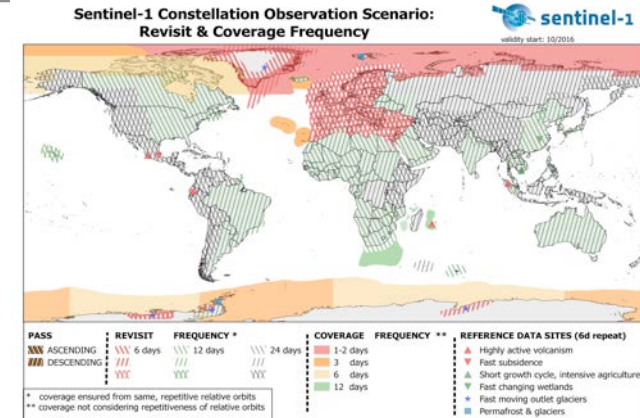 Sentinel-1 Constellation Observation Scenario:
Revisit & Coverage Frequency
sentinel-1
validity start: 10/2016
PASS
ASCENDING
DESCENDING
REVISIT FREQUENCY *
6 days 12 days 24 days
COVERAGE FREQUENCY **
1-2 days
3 days
6 days
12 days
REFERENCE DATA SITES (6d repeat)
Highly active volcanism
Fast subsidence
Short growth cycle, intensive agriculture
Fast changing wetlands
Fast moving outlet glaciers
Permafrost & glaciers
* coverage ensured from same, repetitive relative orbits
** coverage not considering repetitiveness of relative orbits